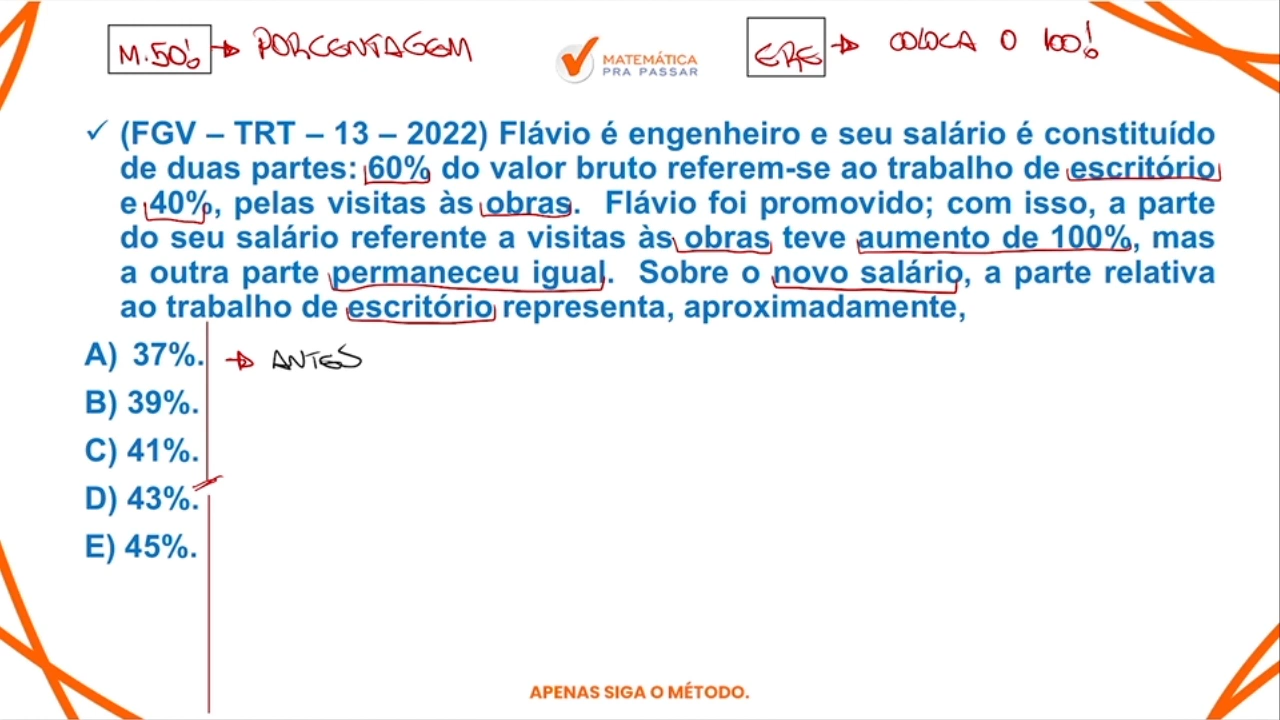 M.50! → PORCENTAGEM
MATEMÁTICA
PRA PASSAR
→ COLOCA O 100!
✓ (FGV – TRT – 13 – 2022) Flávio é engenheiro e seu salário é constituído
de duas partes: 60% do valor bruto referem-se ao trabalho de escritório
e 40%, pelas visitas às obras. Flávio foi promovido; com isso, a parte
do seu salário referente a visitas às obras teve aumento de 100%, mas
a outra parte permaneceu igual. Sobre o novo salário, a parte relativa
ao trabalho de escritório representa, aproximadamente,
A) 37%. → ANTES
B) 39%.
C) 41%.
D) 43%.
E) 45%.
APENAS SIGA O MÉTODO.